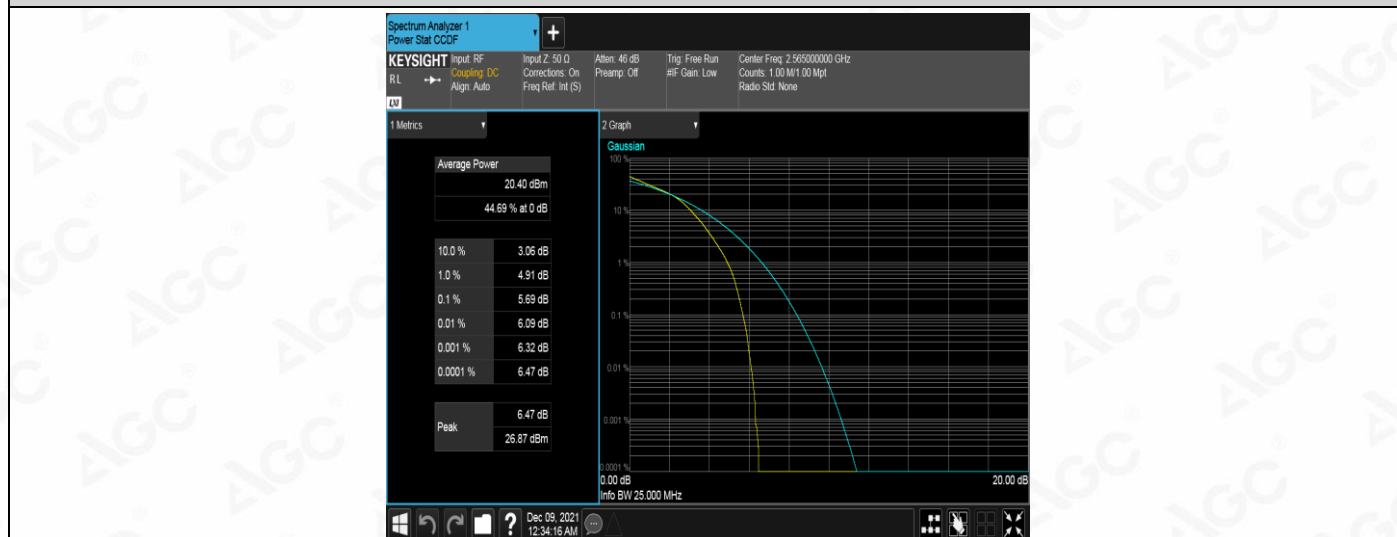 Spectrum Analyzer 1
Power Stat CCDF
+
KEYSIGHT
RL
LXI
Input: RF
Coupling: DC
Align: Auto
Input Z: 50 Ω
Corrections: On
Freq Ref: Int (S)
Atten: 46 dB
Preamp: Off
Trig: Free Run
#IF Gain: Low
Center Freq: 2.565000000 GHz
Counts: 1.00 M/1.00 Mpt
Radio Std: None
1 Metrics
Average Power
20.40 dBm
44.69 % at 0 dB
10.0 % 3.06 dB
1.0 % 4.91 dB
0.1 % 5.69 dB
0.01 % 6.09 dB
0.001 % 6.32 dB
0.0001 % 6.47 dB
Peak
6.47 dB
26.87 dBm
2 Graph
Gaussian
100 %
10 %
1 %
0.1 %
0.01 %
0.001 %
0.0001 %
0.00 dB
20.00 dB
Info BW 25.000 MHz
?
Dec 09, 2021
12:34:16 AM
AGC